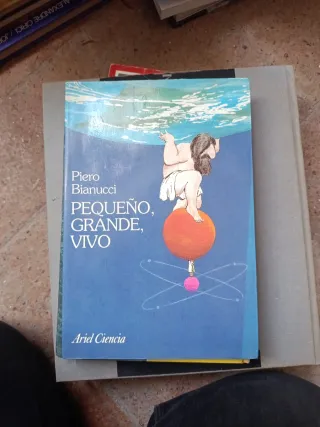 Piero
Bianucci
PEQUEÑO,
GRANDE,
VIVO
Ariel Ciencia